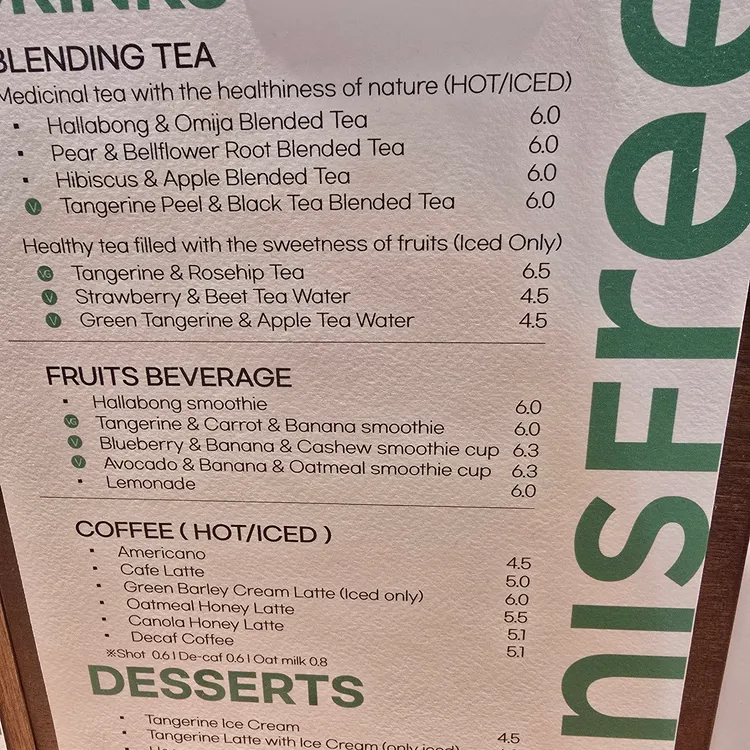 DRINKS
BLENDING TEA
Medicinal tea with the healthiness of nature (HOT/ICED)
Hallabong & Omija Blended Tea 6.0
Pear & Bellflower Root Blended Tea 6.0
Hibiscus & Apple Blended Tea 6.0
V Tangerine Peel & Black Tea Blended Tea 6.0
Healthy tea filled with the sweetness of fruits (Iced Only)
VG Tangerine & Rosehip Tea 6.5
V Strawberry & Beet Tea Water 4.5
V Green Tangerine & Apple Tea Water 4.5
FRUITS BEVERAGE
Hallabong smoothie 6.0
VG Tangerine & Carrot & Banana smoothie 6.0
V Blueberry & Banana & Cashew smoothie cup 6.3
V Avocado & Banana & Oatmeal smoothie cup 6.3
Lemonade 6.0
COFFEE ( HOT/ICED )
Americano 4.5
Cafe Latte 5.0
Green Barley Cream Latte (Iced only) 6.0
Oatmeal Honey Latte 5.5
Canola Honey Latte 5.1
Decaf Coffee 5.1
※Shot 0.6 l De-caf 0.6 l Oat milk 0.8
DESSERTS
Tangerine Ice Cream 4.5
Tangerine Latte with Ice Cream (only iced)
nisFree